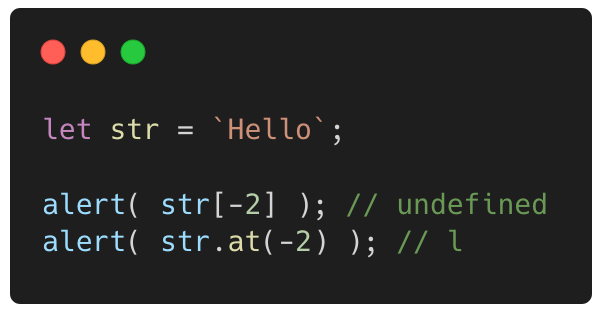 let str = `Hello`;
alert( str[-2] ); // undefined
alert( str.at(-2) ); // l